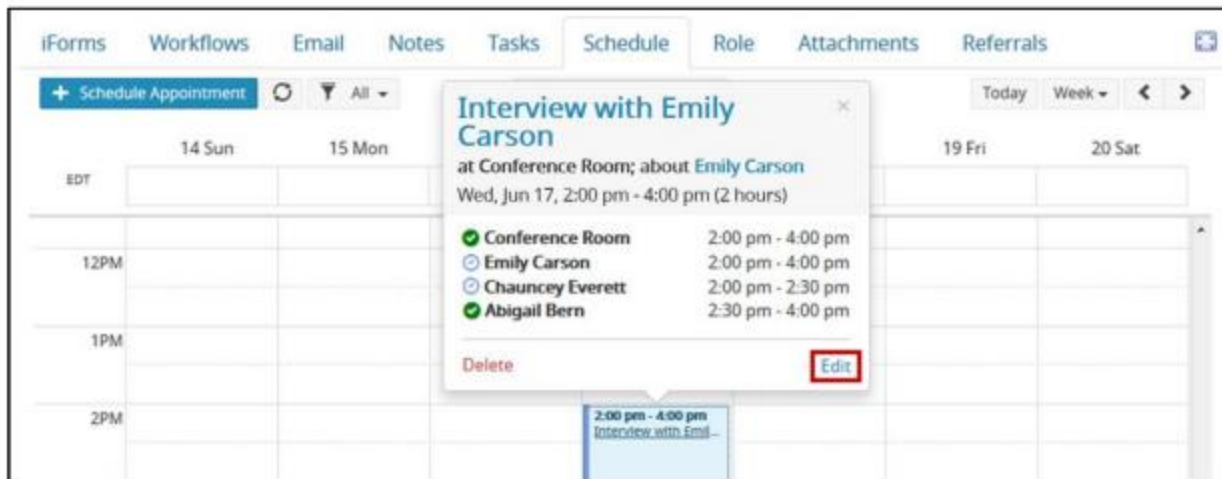 iForms Workflows Email Notes Tasks Schedule Role Attachments Referrals
+ Schedule Appointment All Today Week
14 Sun 15 Mon 19 Fri 20 Sat
EDT
Interview with Emily
Carson
at Conference Room; about Emily Carson
Wed, Jun 17, 2:00 pm - 4:00 pm (2 hours)
Conference Room 2:00 pm - 4:00 pm
Emily Carson 2:00 pm - 4:00 pm
Chauncey Everett 2:00 pm - 2:30 pm
Abigail Bern 2:30 pm - 4:00 pm
Delete Edit
12PM
1PM
2PM
2:00 pm - 4:00 pm
Interview with Emil...